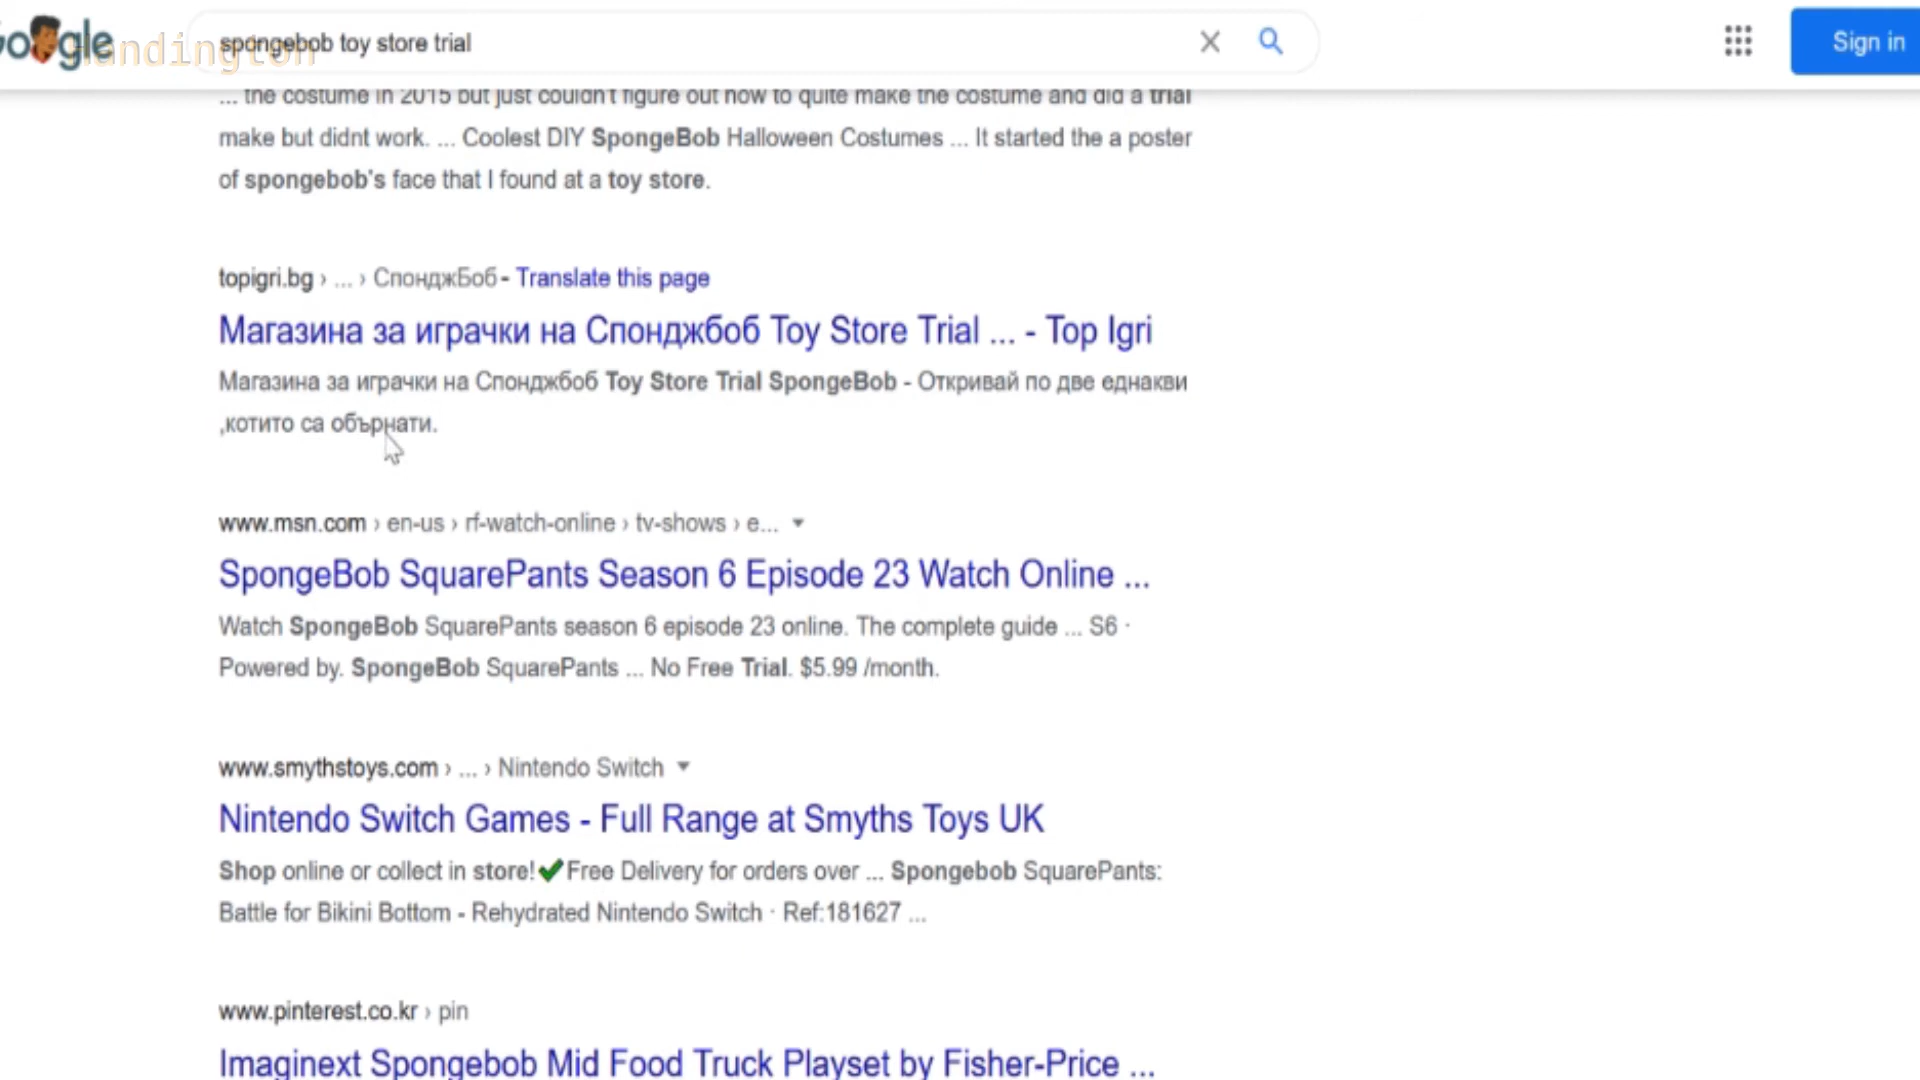 Google
Handington
spongebob toy store trial
Sign in
... the costume in 2015 but just couldn't figure out how to quite make the costume and did a trial
make but didnt work. ... Coolest DIY SpongeBob Halloween Costumes ... It started the a poster
of spongebob's face that I found at a toy store.
topigri.bg › ... › СпонджБоб - Translate this page
Магазина за играчки на Спонджбоб Toy Store Trial ... - Top Igri
Магазина за играчки на Спонджбоб Toy Store Trial SpongeBob - Откривай по две еднакви
,котито са обърнати.
www.msn.com › en-us › rf-watch-online › tv-shows › e...
SpongeBob SquarePants Season 6 Episode 23 Watch Online ...
Watch SpongeBob SquarePants season 6 episode 23 online. The complete guide ... S6 ·
Powered by. SpongeBob SquarePants ... No Free Trial. $5.99 /month.
www.smythstoys.com › ... › Nintendo Switch
Nintendo Switch Games - Full Range at Smyths Toys UK
Shop online or collect in store!✔Free Delivery for orders over ... Spongebob SquarePants:
Battle for Bikini Bottom - Rehydrated Nintendo Switch · Ref:181627 ...
www.pinterest.co.kr › pin
Imaginext Spongebob Mid Food Truck Playset by Fisher-Price ...